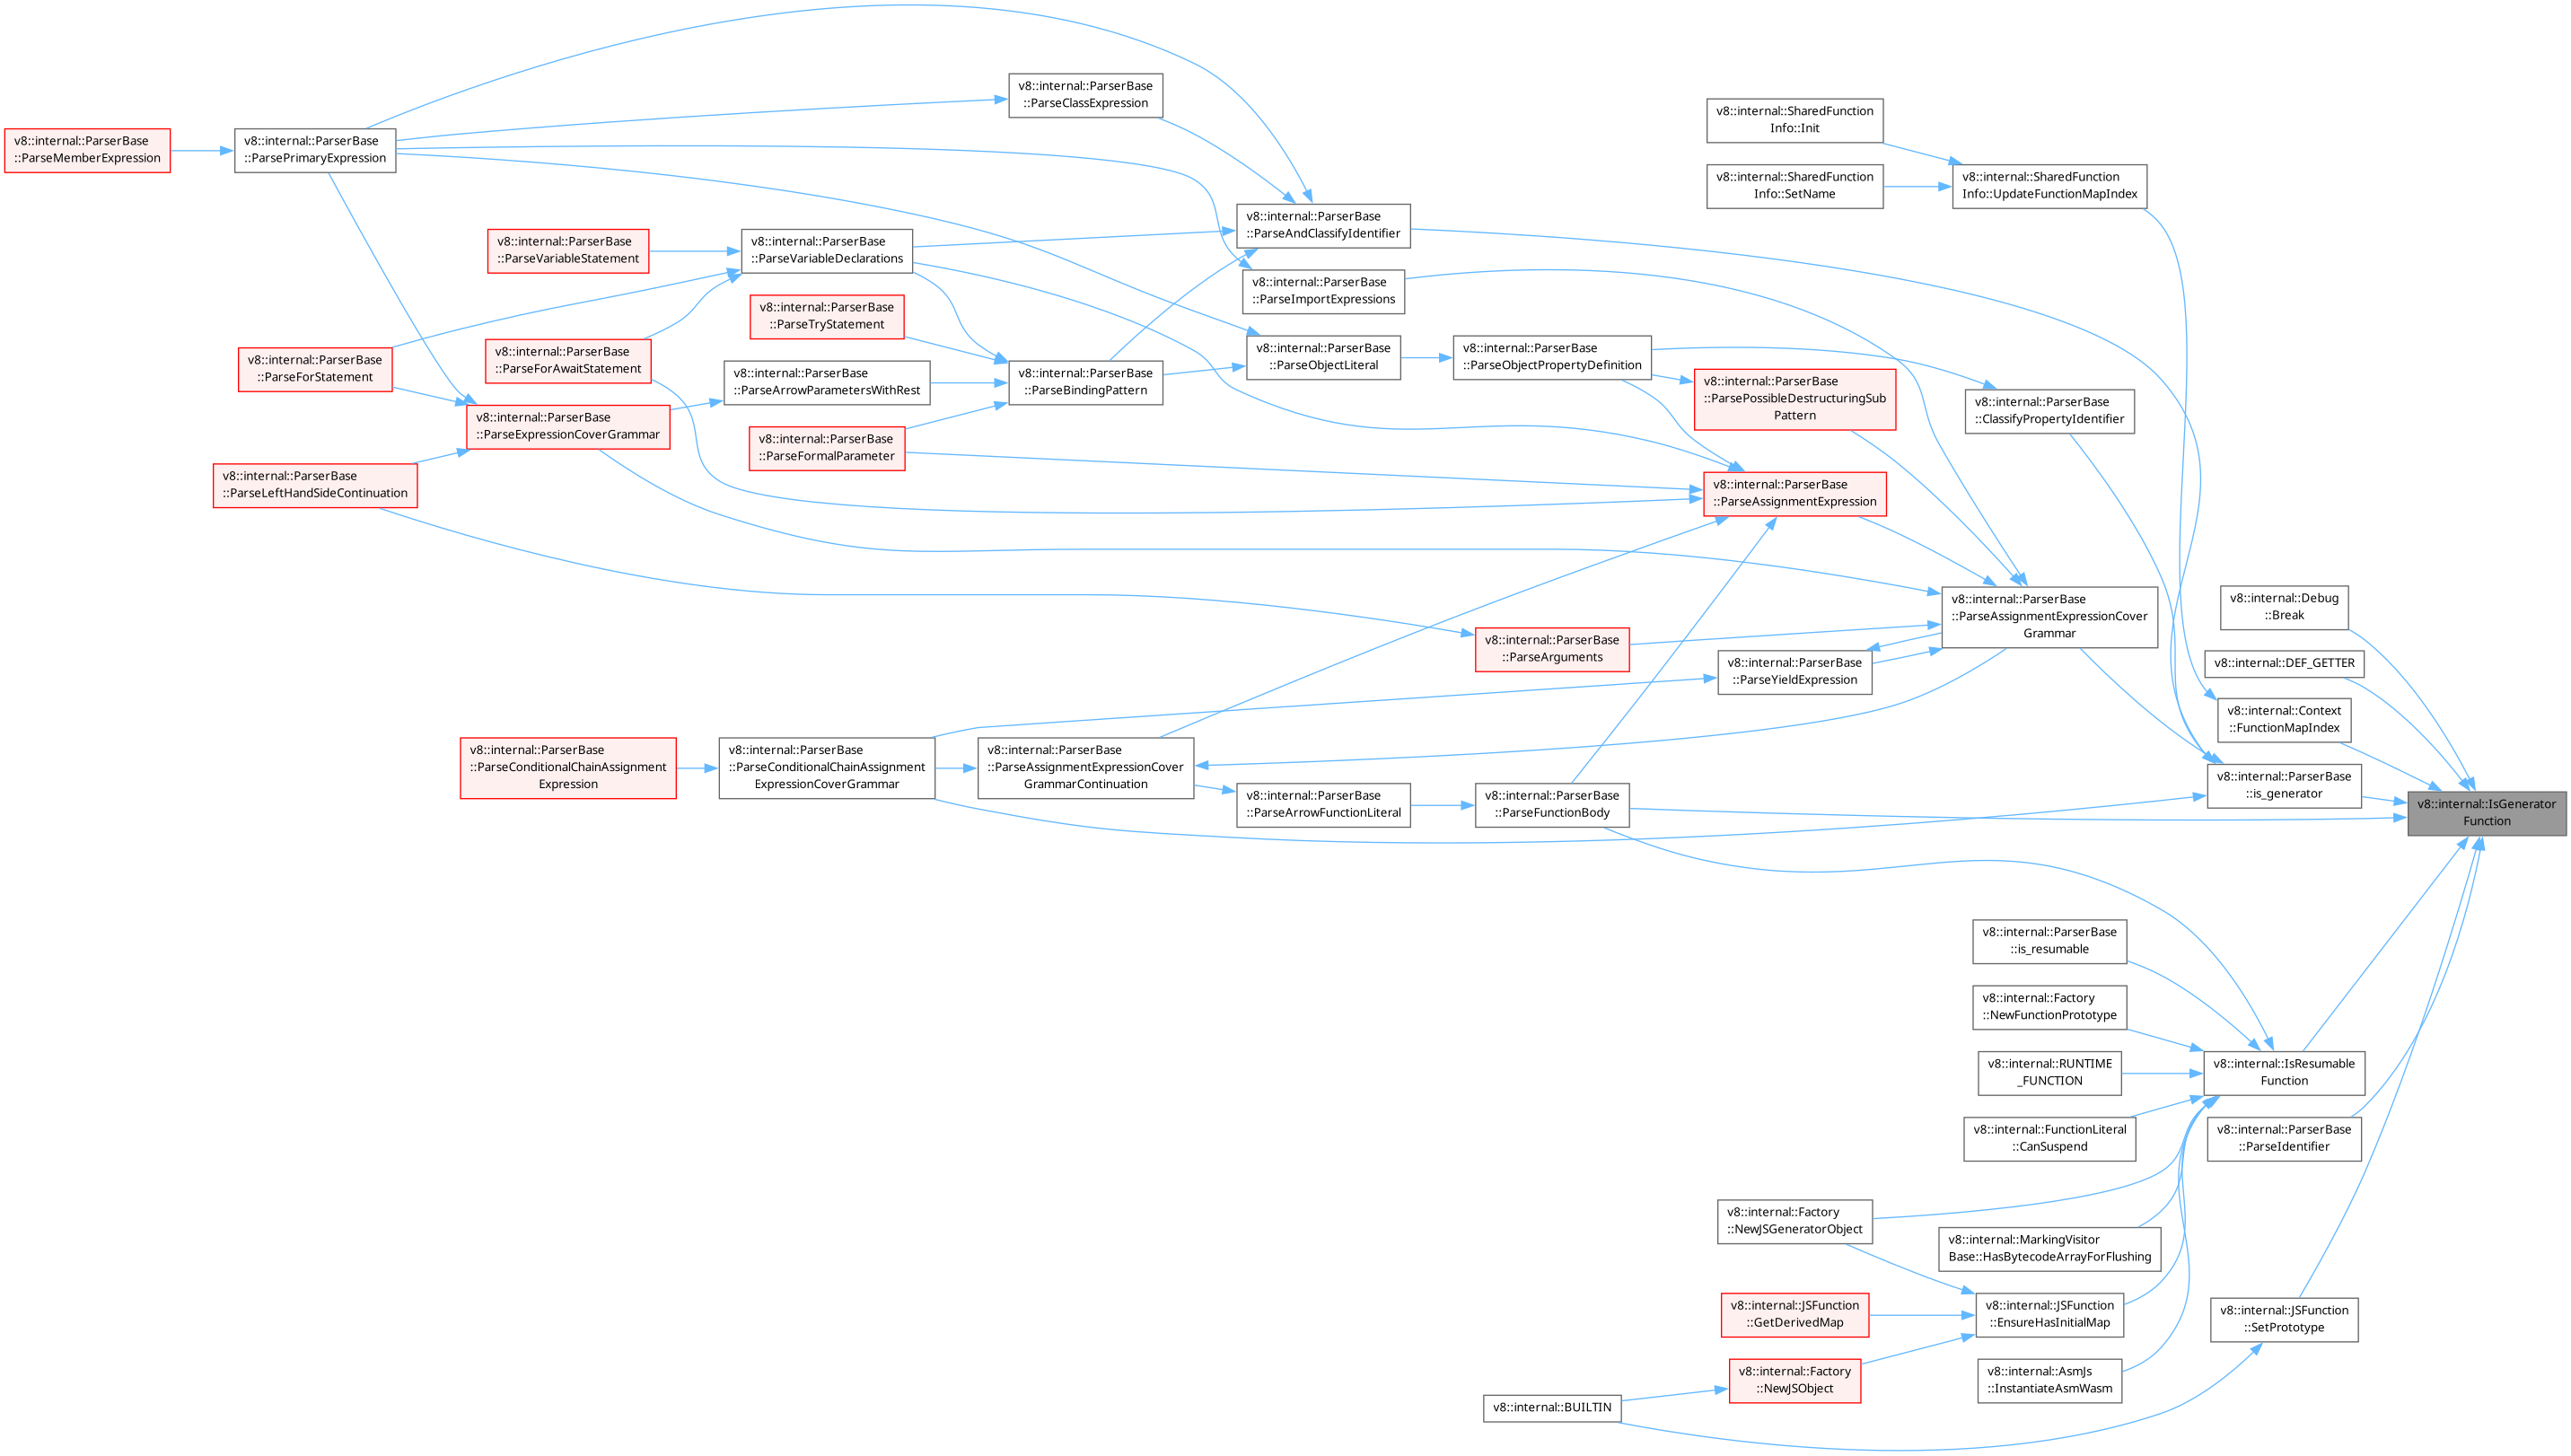 v8::internal::ParserBase
::ParseMemberExpression
v8::internal::ParserBase
::ParsePrimaryExpression
v8::internal::ParserBase
::ParseClassExpression
v8::internal::SharedFunction
Info::Init
v8::internal::SharedFunction
Info::SetName
v8::internal::SharedFunction
Info::UpdateFunctionMapIndex
v8::internal::ParserBase
::ParseAndClassifyIdentifier
v8::internal::ParserBase
::ParseVariableStatement
v8::internal::ParserBase
::ParseVariableDeclarations
v8::internal::ParserBase
::ParseImportExpressions
v8::internal::ParserBase
::ParseTryStatement
v8::internal::ParserBase
::ParseForStatement
v8::internal::ParserBase
::ParseForAwaitStatement
v8::internal::ParserBase
::ParseArrowParametersWithRest
v8::internal::ParserBase
::ParseBindingPattern
v8::internal::ParserBase
::ParseObjectLiteral
v8::internal::ParserBase
::ParseObjectPropertyDefinition
v8::internal::ParserBase
::ParsePossibleDestructuringSub
Pattern
v8::internal::ParserBase
::ClassifyPropertyIdentifier
v8::internal::ParserBase
::ParseExpressionCoverGrammar
v8::internal::ParserBase
::ParseFormalParameter
v8::internal::ParserBase
::ParseLeftHandSideContinuation
v8::internal::ParserBase
::ParseAssignmentExpression
v8::internal::ParserBase
::ParseAssignmentExpressionCover
Grammar
v8::internal::Debug
::Break
v8::internal::ParserBase
::ParseArguments
v8::internal::ParserBase
::ParseYieldExpression
v8::internal::DEF_GETTER
v8::internal::Context
::FunctionMapIndex
v8::internal::ParserBase
::ParseConditionalChainAssignment
Expression
v8::internal::ParserBase
::ParseConditionalChainAssignment
ExpressionCoverGrammar
v8::internal::ParserBase
::ParseAssignmentExpressionCover
GrammarContinuation
v8::internal::ParserBase
::ParseArrowFunctionLiteral
v8::internal::ParserBase
::ParseFunctionBody
v8::internal::ParserBase
::is_generator
v8::internal::IsGenerator
Function
v8::internal::ParserBase
::is_resumable
v8::internal::Factory
::NewFunctionPrototype
v8::internal::RUNTIME
_FUNCTION
v8::internal::IsResumable
Function
v8::internal::FunctionLiteral
::CanSuspend
v8::internal::ParserBase
::ParseIdentifier
v8::internal::Factory
::NewJSGeneratorObject
v8::internal::MarkingVisitor
Base::HasBytecodeArrayForFlushing
v8::internal::JSFunction
::GetDerivedMap
v8::internal::JSFunction
::EnsureHasInitialMap
v8::internal::JSFunction
::SetPrototype
v8::internal::Factory
::NewJSObject
v8::internal::AsmJs
::InstantiateAsmWasm
v8::internal::BUILTIN